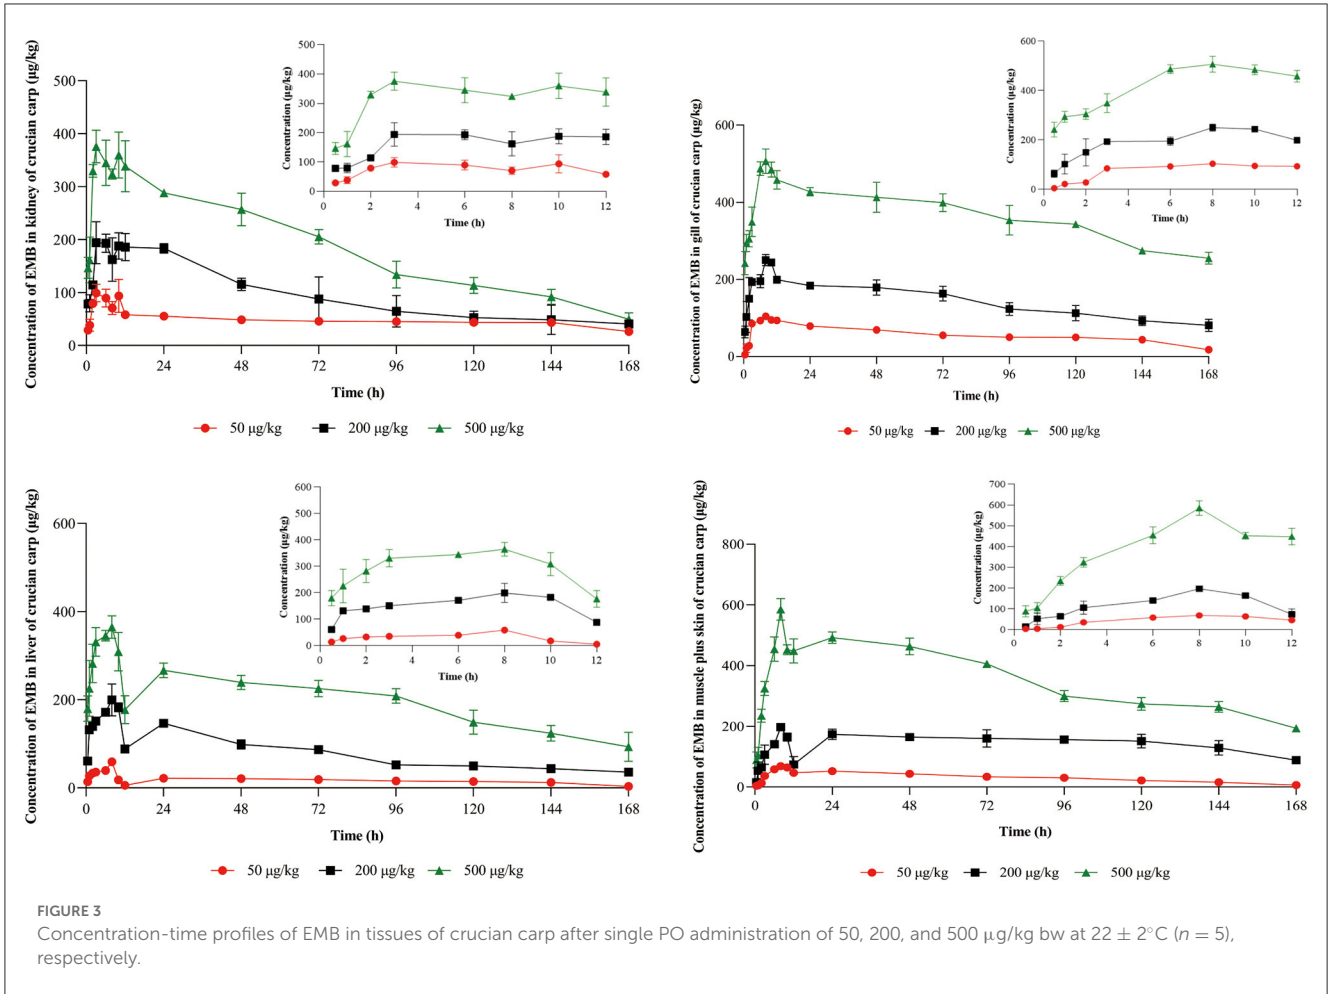 Concentration of EMB in kidney of crucian carp (μg/kg)
500
400
300
200
100
0
0 24 48 72 96 120 144 168
Time (h)
Concentration (μg/kg)
500
400
300
200
100
0
0 2 4 6 8 10 12
Time (h)
50 μg/kg 200 μg/kg 500 μg/kg
Concentration of EMB in gill of crucian carp (μg/kg)
600
400
200
0
0 24 48 72 96 120 144 168
Time (h)
Concentration (μg/kg)
600
400
200
0
0 2 4 6 8 10 12
Time (h)
50 μg/kg 200 μg/kg 500 μg/kg
Concentration of EMB in liver of crucian carp (μg/kg)
600
400
200
0
0 24 48 72 96 120 144 168
Time (h)
Concentration (μg/kg)
600
500
400
300
200
100
0
0 2 4 6 8 10 12
Time (h)
50 μg/kg 200 μg/kg 500 μg/kg
Concentration of EMB in muscle plus skin of crucian carp (μg/kg)
800
600
400
200
0
0 24 48 72 96 120 144 168
Time (h)
Concentration (μg/kg)
700
600
500
400
300
200
100
0
0 2 4 6 8 10 12
Time (h)
50 μg/kg 200 μg/kg 500 μg/kg
FIGURE 3
Concentration-time profiles of EMB in tissues of crucian carp after single PO administration of 50, 200, and 500 μg/kg bw at 22 ± 2°C (n = 5),
respectively.